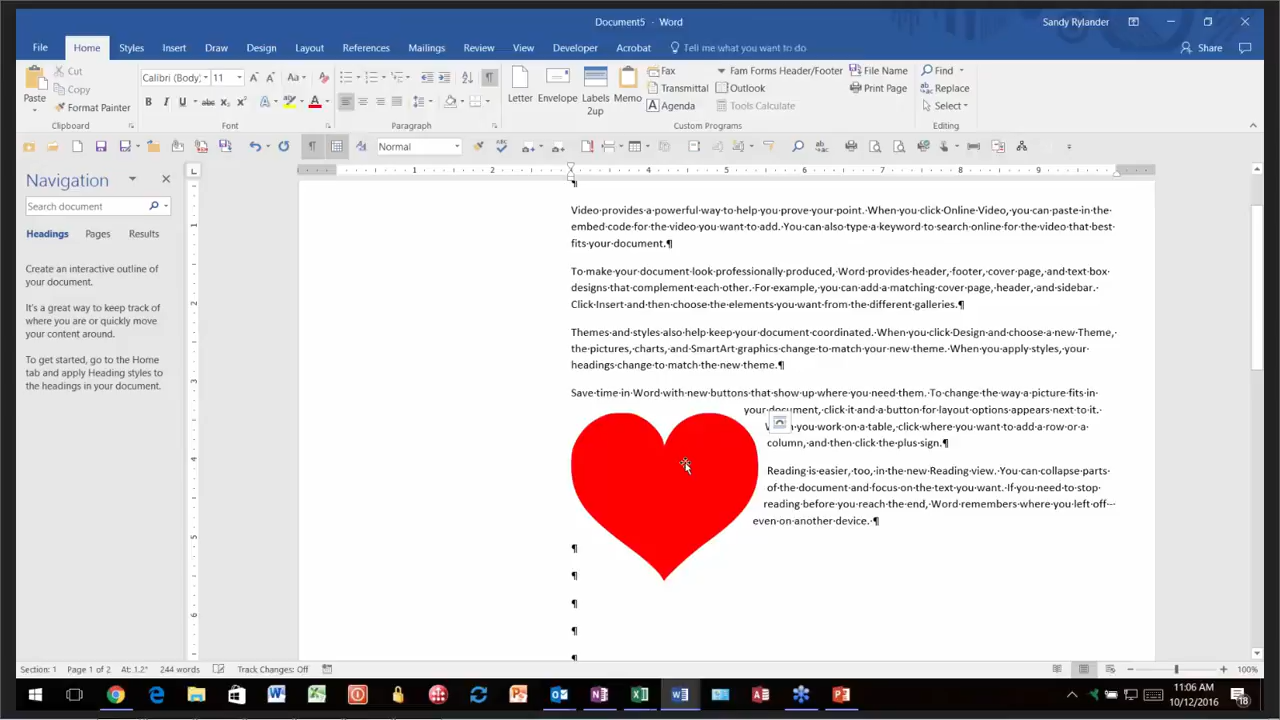 Document5 - Word
Sandy Rylander
File Home Styles Insert Draw Design Layout References Mailings Review View Developer Acrobat Tell me what you want to do Share
Paste
Cut
Copy
Format Painter
Clipboard
Calibri (Body) 11
Font
Paragraph
Letter
Envelope
Labels
2up
Memo
Fax
Transmittal
Agenda
Fam Forms Header/Footer
Outlook
Tools Calculate
File Name
Print Page
Custom Programs
Find
Replace
Select
Editing
Normal
Navigation
Search document
Headings Pages Results
Create an interactive outline of
your document.
It's a great way to keep track of
where you are or quickly move
your content around.
To get started, go to the Home
tab and apply Heading styles to
the headings in your document.
1 2 4 5 6 7 8 9
1
2
3
4
5
6
Video·provides·a·powerful·way·to·help·you·prove·your·point.·When·you·click·Online·Video,·you·can·paste·in·the·
embed·code·for·the·video·you·want·to·add.·You·can·also·type·a·keyword·to·search·online·for·the·video·that·best·
fits·your·document.¶
To·make·your·document·look·professionally·produced,·Word·provides·header,·footer,·cover·page,·and·text·box·
designs·that·complement·each·other.·For·example,·you·can·add·a·matching·cover·page,·header,·and·sidebar.·
Click·Insert·and·then·choose·the·elements·you·want·from·the·different·galleries.¶
Themes·and·styles·also·help·keep·your·document·coordinated.·When·you·click·Design·and·choose·a·new·Theme,·
the·pictures,·charts,·and·SmartArt·graphics·change·to·match·your·new·theme.·When·you·apply·styles,·your·
headings·change·to·match·the·new·theme.¶
Save·time·in·Word·with·new·buttons·that·show·up·where·you·need·them.·To·change·the·way·a·picture·fits·in·
your·document,·click·it·and·a·button·for·layout·options·appears·next·to·it.·
you·work·on·a·table,·click·where·you·want·to·add·a·row·or·a·
column,·and·then·click·the·plus·sign.¶
Reading·is·easier,·too,·in·the·new·Reading·view.·You·can·collapse·parts·
of·the·document·and·focus·on·the·text·you·want.·If·you·need·to·stop·
reading·before·you·reach·the·end,·Word·remembers·where·you·left·off·-·
even·on·another·device.·¶
¶
¶
¶
¶
¶
Section: 1 Page 1 of 2 At: 1.2" 244 words Track Changes: Off 100%
11:06 AM
10/12/2016
18